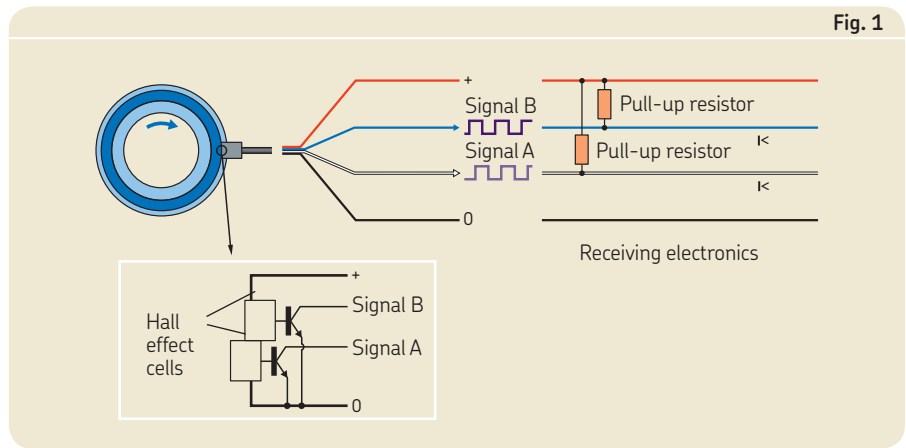 Fig. 1
+
Signal B
Pull-up resistor
Signal A
Pull-up resistor
I<
I<
0
Receiving electronics
+
Signal B
Hall
effect
cells
Signal A
0